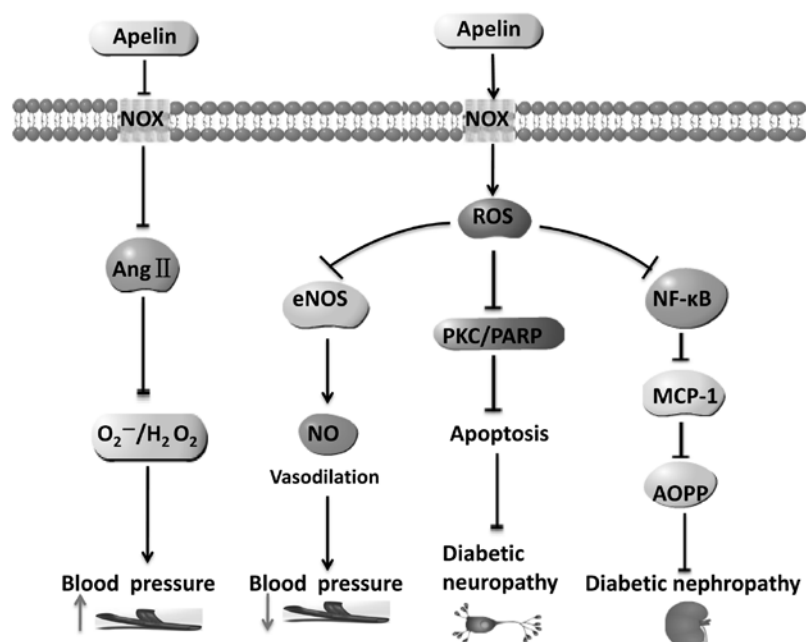 Apelin
Apelin
NOX
NOX
ROS
Ang Ⅱ
eNOS
NF-κB
PKC/PARP
MCP-1
O₂⁻/H₂O₂
NO
Apoptosis
Vasodilation
AOPP
Blood pressure
Blood pressure
Diabetic
neuropathy
Diabetic nephropathy